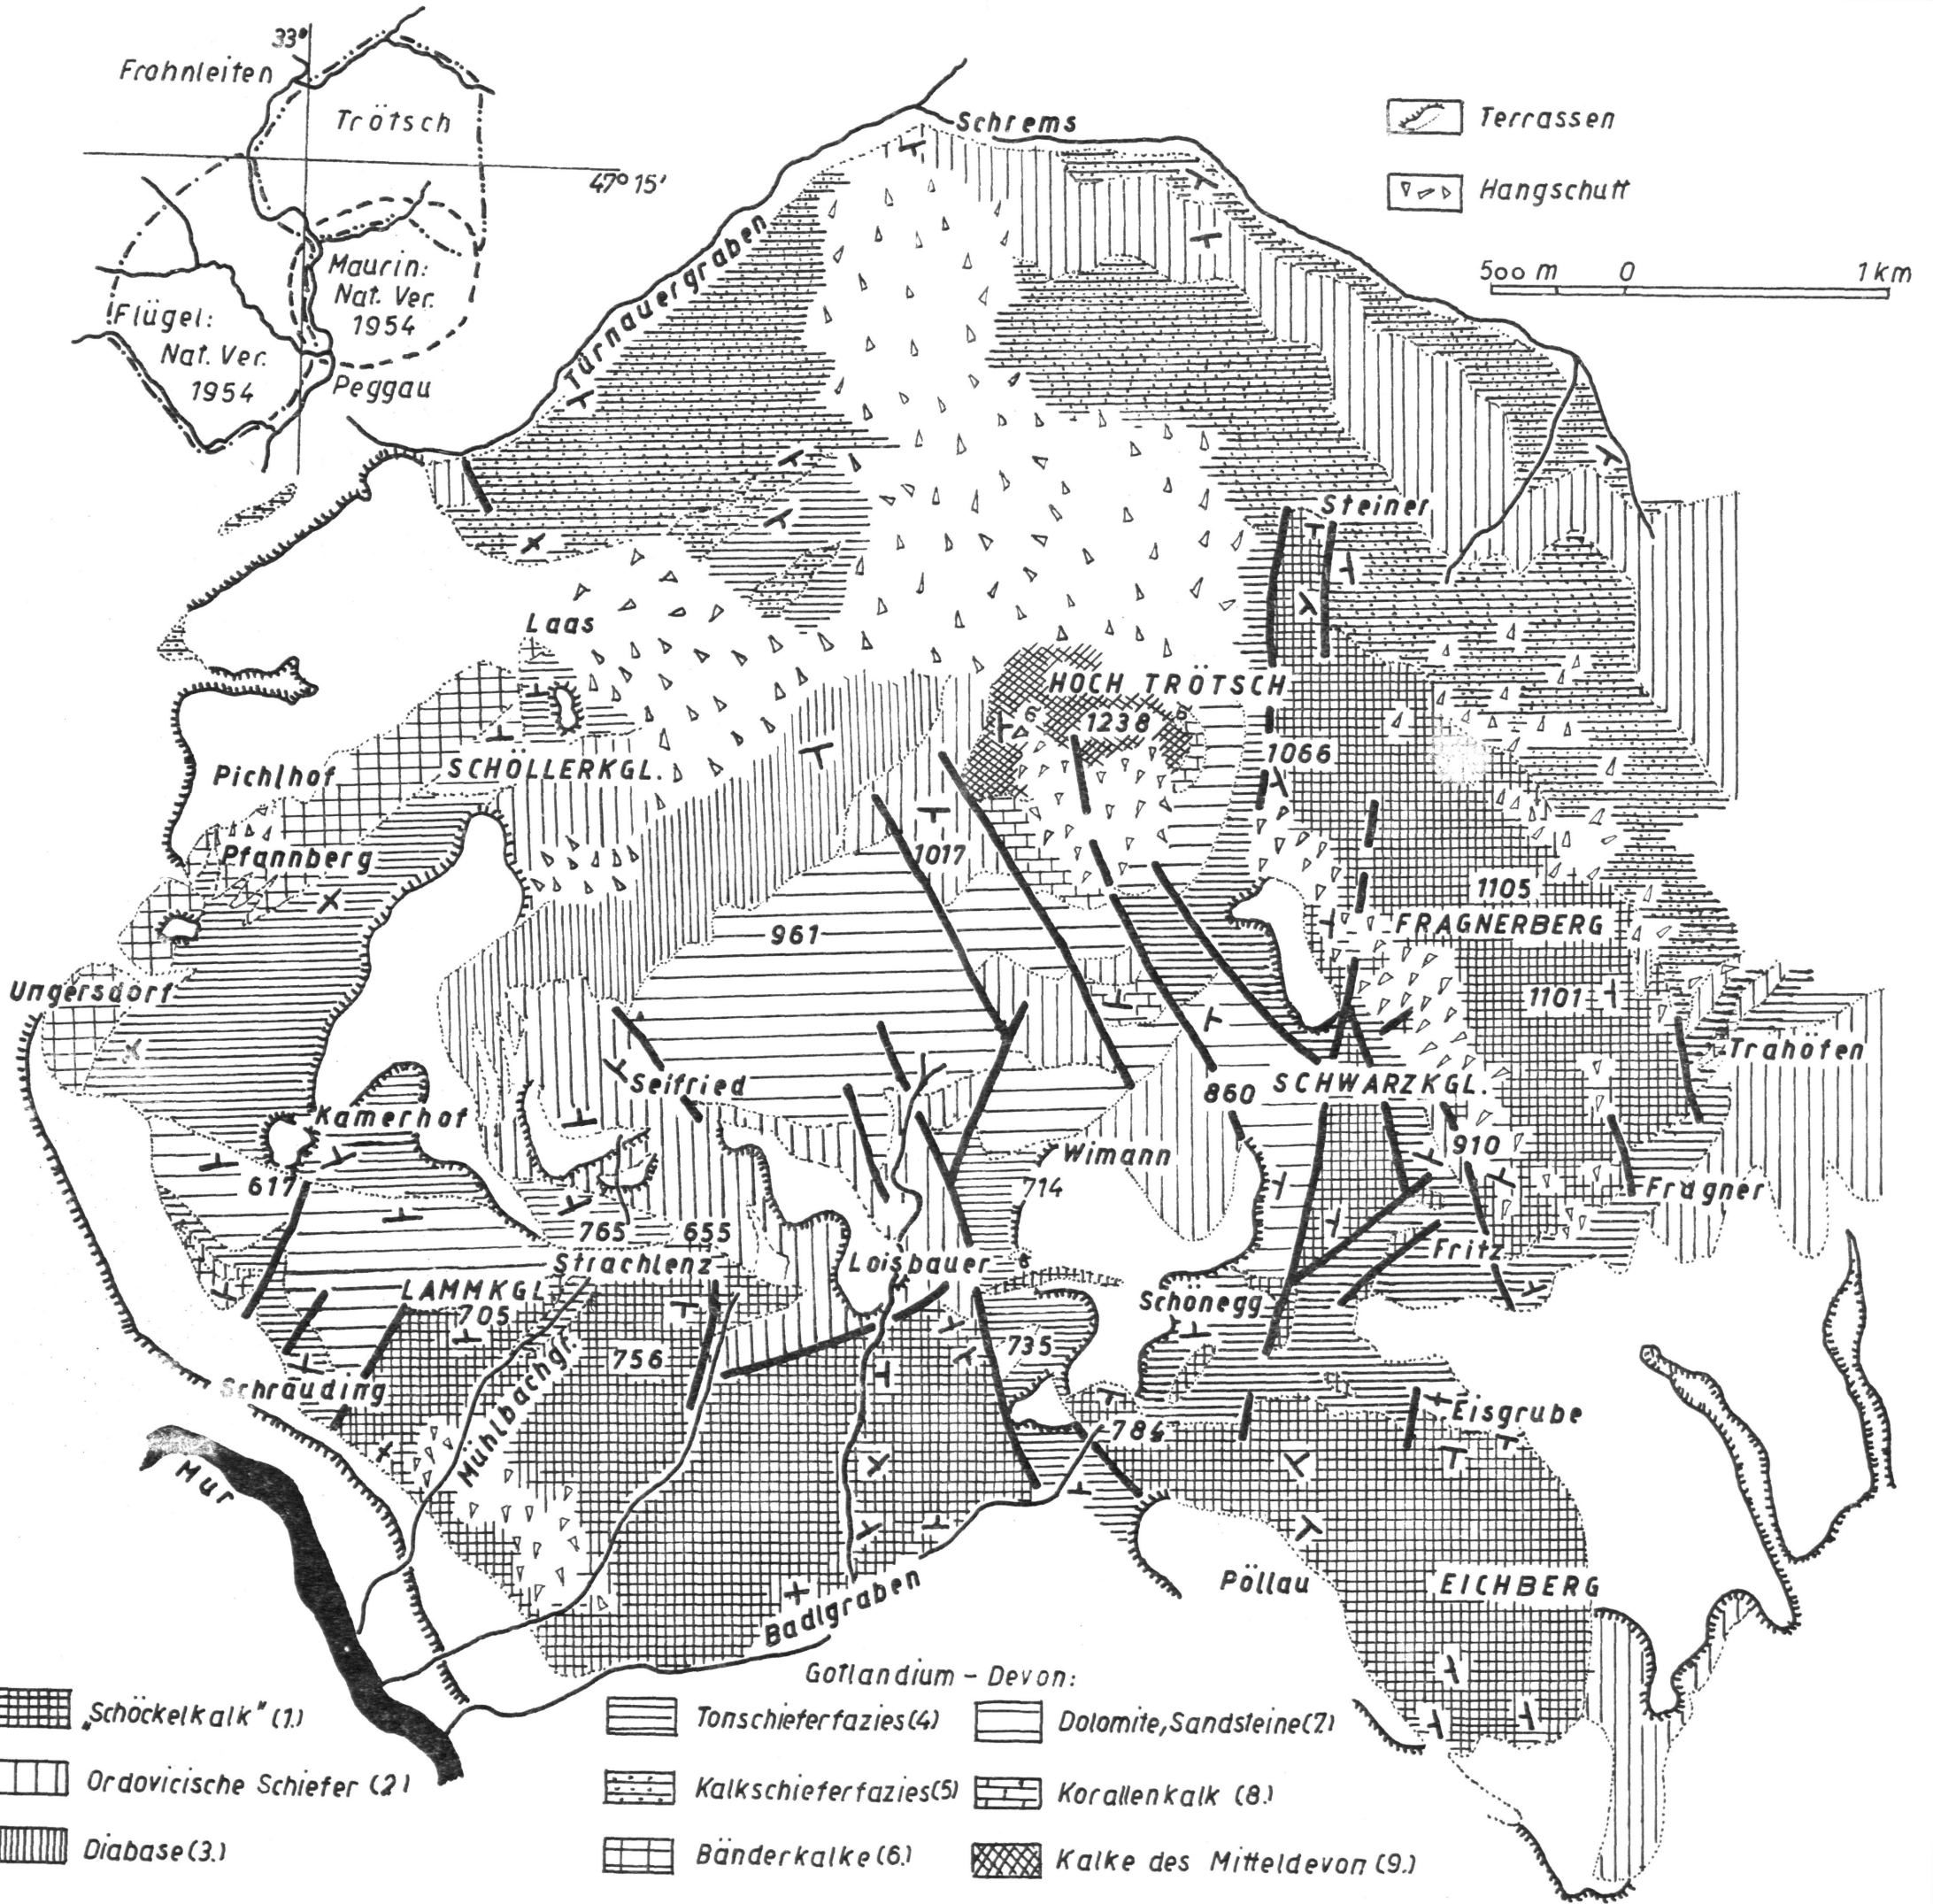 33°
Frohnleiten
Trötsch
47° 15'
Maurin:
Nat. Ver.
1954
Flügel:
Nat. Ver.
1954
Peggau
Schrems
Terrassen
Hangschutt
500 m 0 1 km
Türnauergraben
Steiner
Laas
HOCH TRÖTSCH
1238
1066
SCHÖLLERKGL.
Pichlhof
Pfannberg
1017
1105
FRAGNERBERG
961
Ungersdorf
1101
Trahöfen
Seifried
860
SCHWARZKGL.
Kamerhof
910
Wimann
617
714
Fragner
765
655
Strachlenz
Loisbauer
Fritz
LAMMKGL.
705
Schönegg
756
735
Schrauding
Mühlbachgr.
784
Eisgrube
Mur
Pöllau
EICHBERG
Badlgraben
Gotlandium - Devon:
„Schöckelkalk" (1.)
Ordovicische Schiefer (2)
Diabase (3.)
Tonschieferfazies (4)
Kalkschieferfazies (5)
Bänderkalke (6.)
Dolomite, Sandsteine (7.)
Korallenkalk (8.)
Kalke des Mitteldevon (9.)